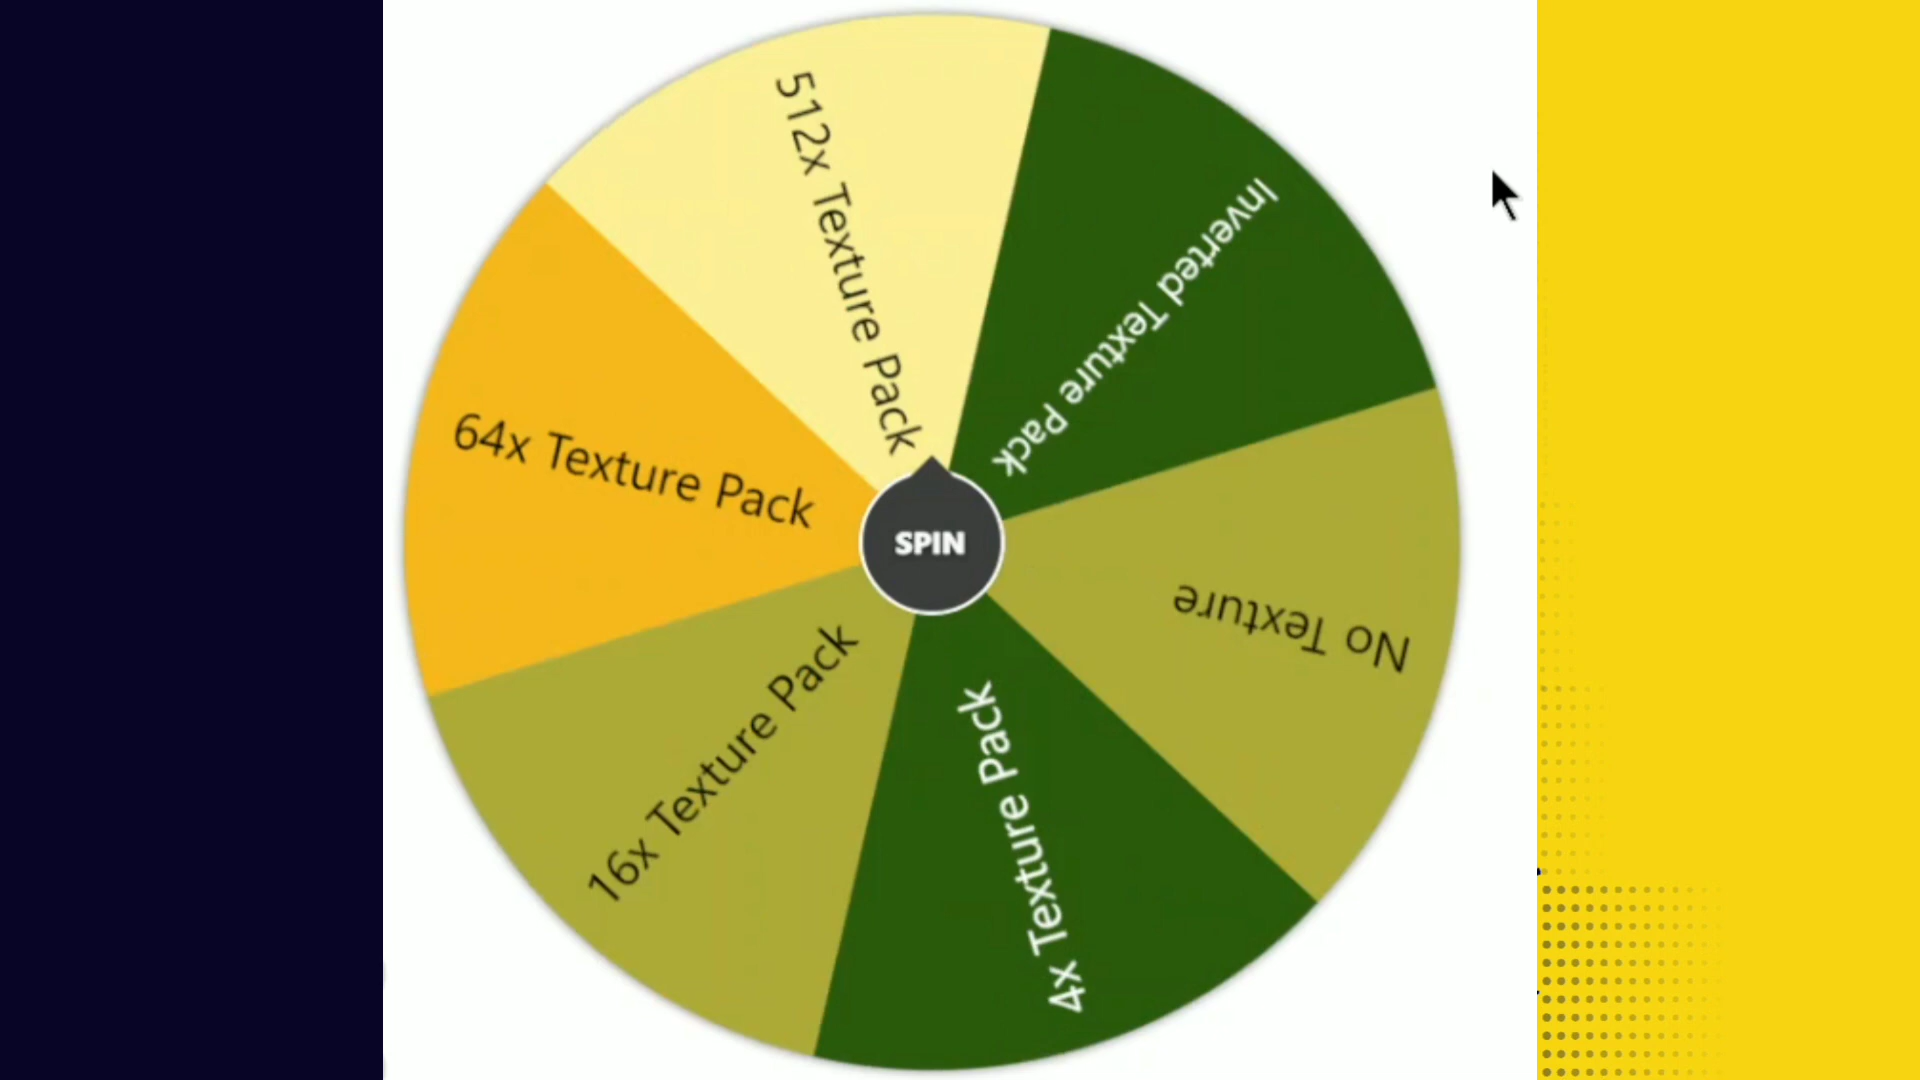 512x Texture Pack
Inverted Texture Pack
64x Texture Pack
SPIN
No Texture
16x Texture Pack
4x Texture Pack